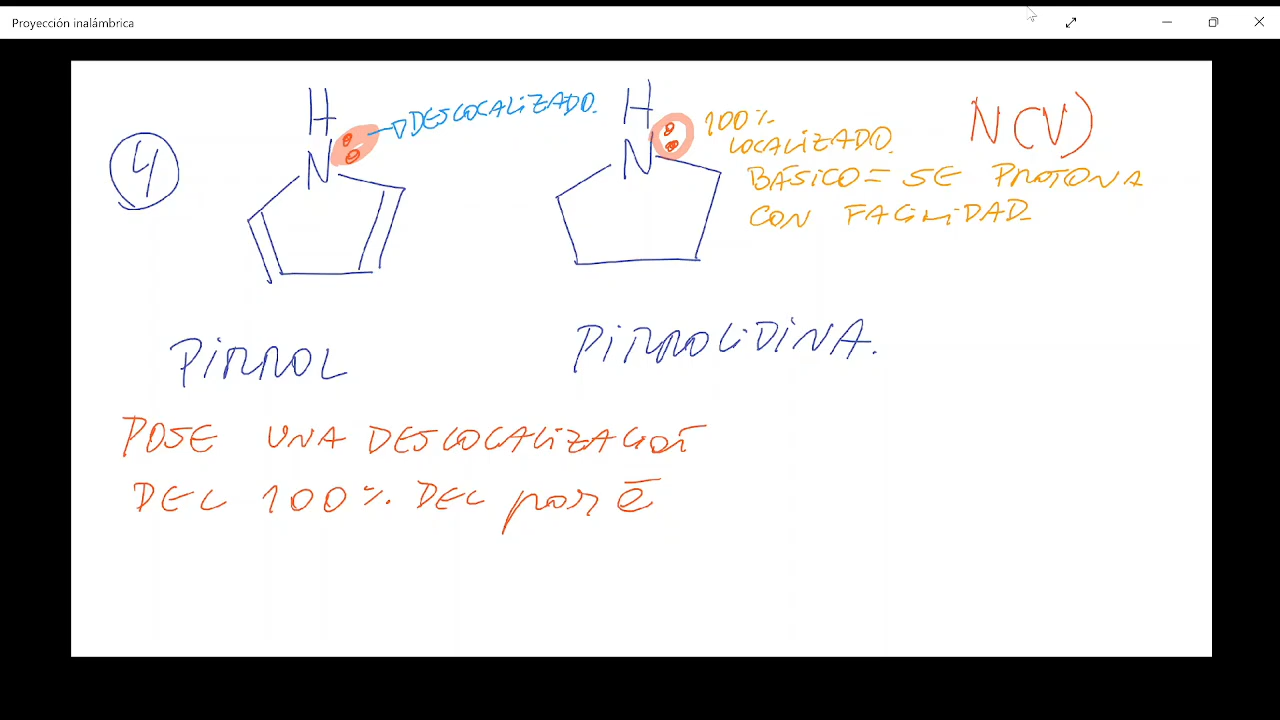 Proyección inalámbrica
4
H
N
DESLOCALIZADO.
H
N
100%
LOCALIZADO.
BÁSICO = SE PROTONA
CON FACILIDAD
N(V)
PIRROL
PIRROLIDINA.
POSE UNA DESLOCALIZACIÓN
DEL 100% DEL par e